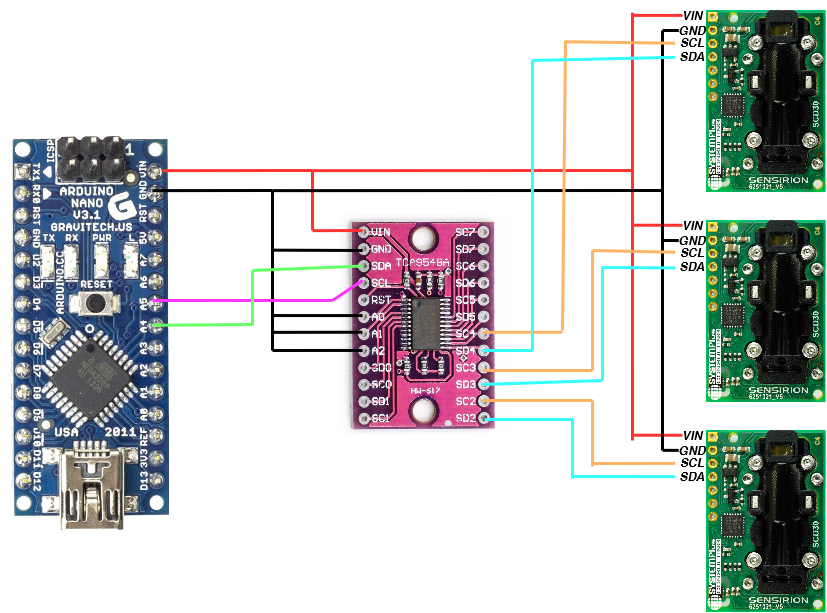 ICSP
1
TX1
RX0
RST
GND
D2
D3
D4
D5
D6
D7
D8
D9
D10
D11
D12
ARDUINO
NANO
V3.1
GRAVITECH.US
TX RX PWR L
ARDUINO.CC
RESET
USA 2011
VIN
GND
RST
5V
A7
A6
A5
A4
A3
A2
A1
A0
REF
3V3
D13
TCA9548A
VIN
GND
SDA
SCL
RST
A0
A1
A2
SD0
SC0
SD1
SC1
SC7
SD7
SC6
SD6
SC5
SD5
SC4
SD4
SC3
SD3
SC2
SD2
HW-617
VIN
GND
SCL
SDA
SCD30
SENSIRION
VIN
GND
SCL
SDA
SCD30
SENSIRION
VIN
GND
SCL
SDA
SCD30
SENSIRION